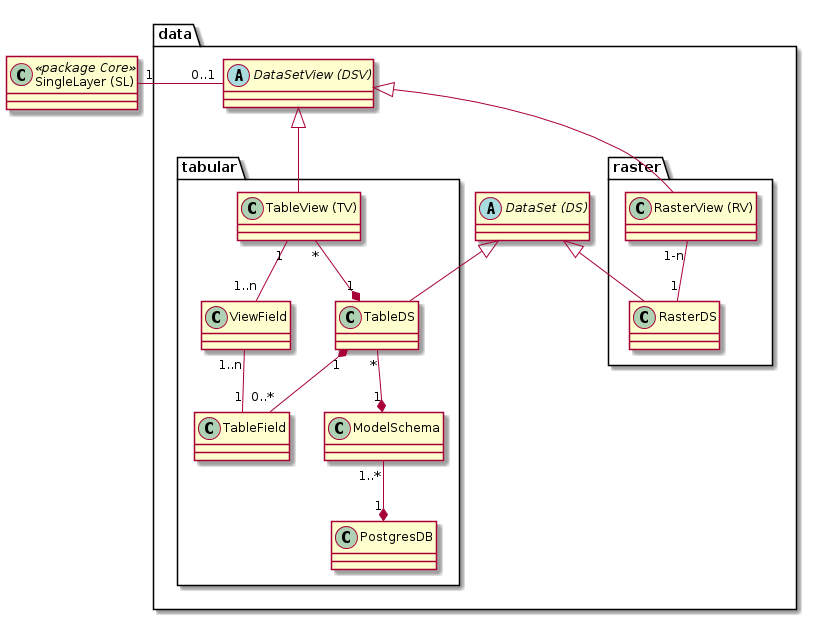 data
«package Core»
C SingleLayer (SL)
1 0..1
A DataSetView (DSV)
tabular
raster
C TableView (TV)
A DataSet (DS)
C RasterView (RV)
1 * 1-n
1..n 1 1
C ViewField
C TableDS
C RasterDS
1..n 1 *
1 0..* 1
C TableField
C ModelSchema
1..*
1
C PostgresDB